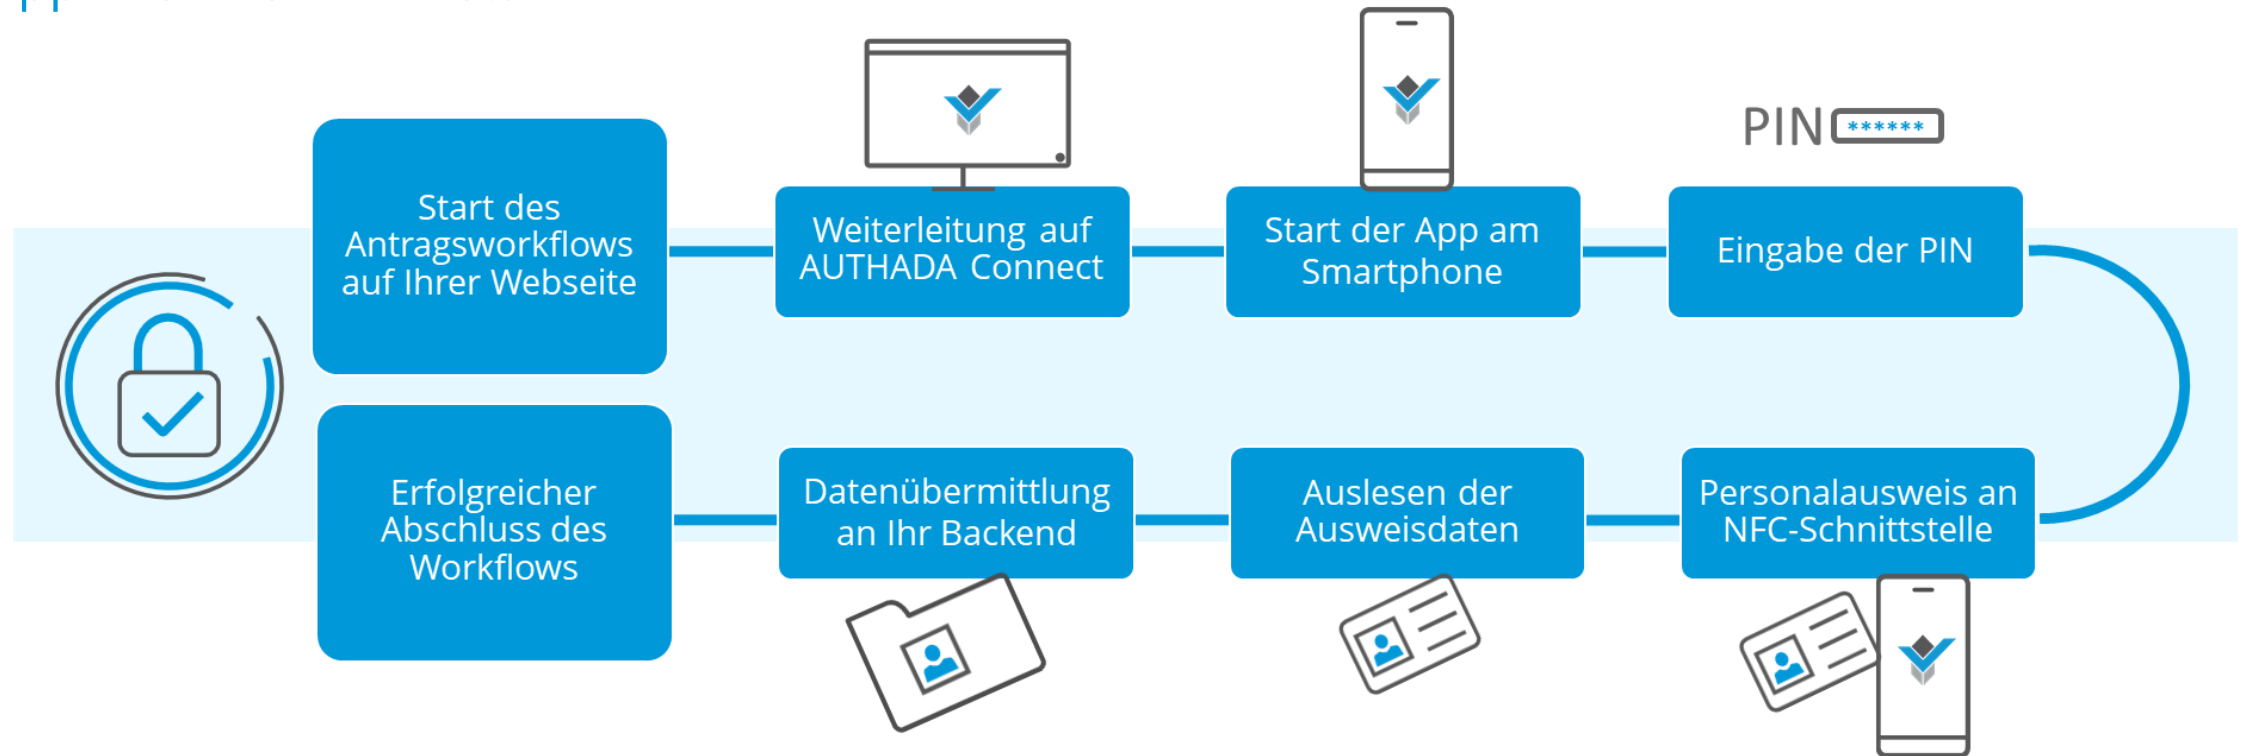 Start des
Antragsworkflows
auf Ihrer Webseite
Weiterleitung auf
AUTHADA Connect
Start der App am
Smartphone
PIN ******
Eingabe der PIN
Personalausweis an
NFC-Schnittstelle
Auslesen der
Ausweisdaten
Datenübermittlung
an Ihr Backend
Erfolgreicher
Abschluss des
Workflows